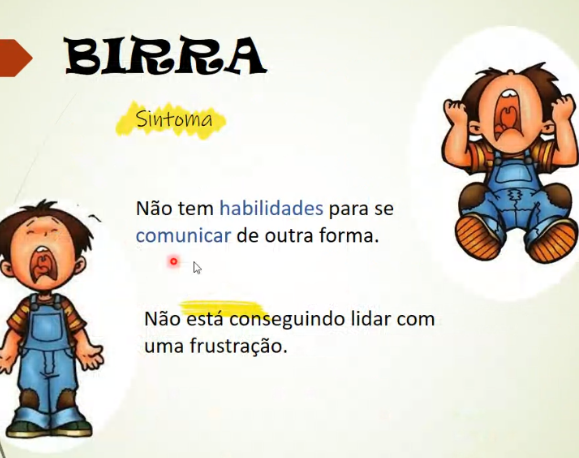 BIRRA
Sintoma
Não tem habilidades para se
comunicar de outra forma.
Não está conseguindo lidar com
uma frustração.